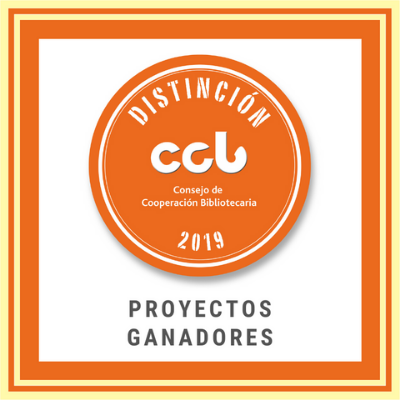 DISTINCIÓN
ccb
Consejo de
Cooperación Bibliotecaria
2019
PROYECTOS
GANADORES